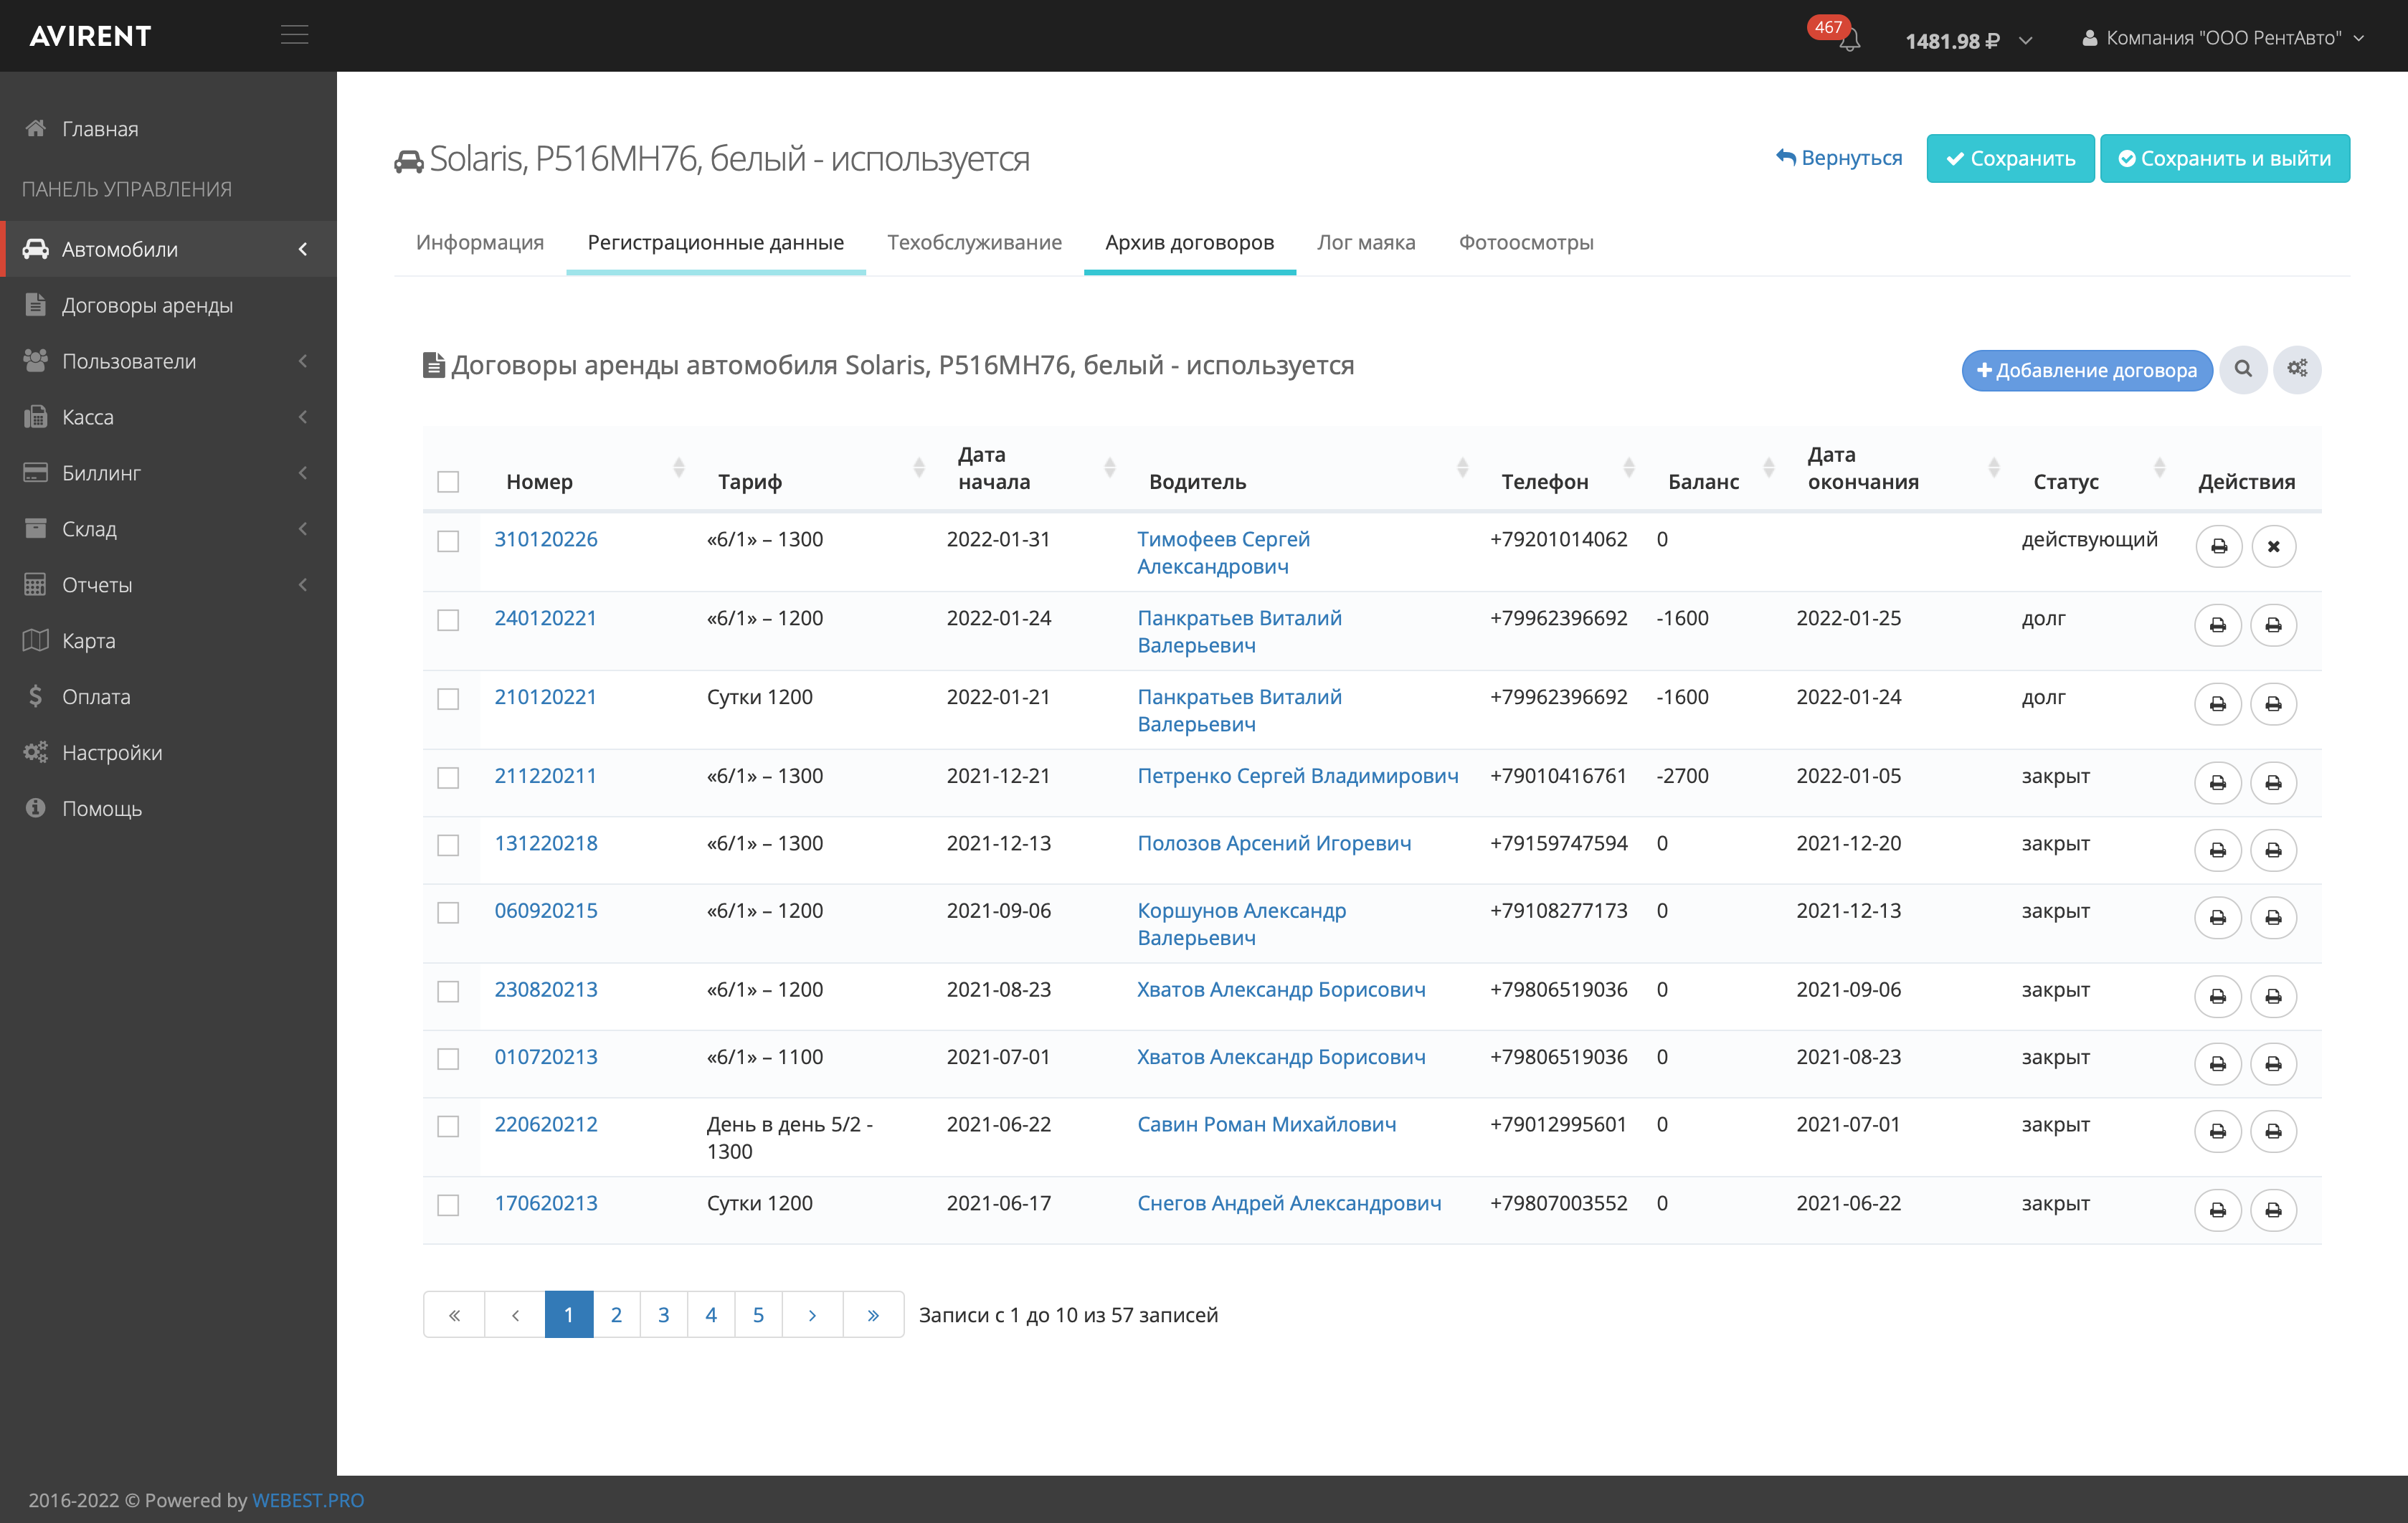 AVIRENT
467
1481.98 ₽
Компания "ООО РентАвто"
Главная
ПАНЕЛЬ УПРАВЛЕНИЯ
Автомобили
Договоры аренды
Пользователи
Касса
Биллинг
Склад
Отчеты
Карта
Оплата
Настройки
Помощь
Solaris, Р516МН76, белый - используется
Вернуться
Сохранить
Сохранить и выйти
Информация
Регистрационные данные
Техобслуживание
Архив договоров
Лог маяка
Фотоосмотры
Договоры аренды автомобиля Solaris, Р516МН76, белый - используется
Добавление договора
Номер Тариф Дата начала Водитель Телефон Баланс Дата окончания Статус Действия
310120226 «6/1» – 1300 2022-01-31 Тимофеев Сергей Александрович +79201014062 0 действующий
240120221 «6/1» – 1200 2022-01-24 Панкратьев Виталий Валерьевич +79962396692 -1600 2022-01-25 долг
210120221 Сутки 1200 2022-01-21 Панкратьев Виталий Валерьевич +79962396692 -1600 2022-01-24 долг
211220211 «6/1» – 1300 2021-12-21 Петренко Сергей Владимирович +79010416761 -2700 2022-01-05 закрыт
131220218 «6/1» – 1300 2021-12-13 Полозов Арсений Игоревич +79159747594 0 2021-12-20 закрыт
060920215 «6/1» – 1200 2021-09-06 Коршунов Александр Валерьевич +79108277173 0 2021-12-13 закрыт
230820213 «6/1» – 1200 2021-08-23 Хватов Александр Борисович +79806519036 0 2021-09-06 закрыт
010720213 «6/1» – 1100 2021-07-01 Хватов Александр Борисович +79806519036 0 2021-08-23 закрыт
220620212 День в день 5/2 - 1300 2021-06-22 Савин Роман Михайлович +79012995601 0 2021-07-01 закрыт
170620213 Сутки 1200 2021-06-17 Снегов Андрей Александрович +79807003552 0 2021-06-22 закрыт
« ‹ 1 2 3 4 5 › » Записи с 1 до 10 из 57 записей
2016-2022 © Powered by WEBEST.PRO